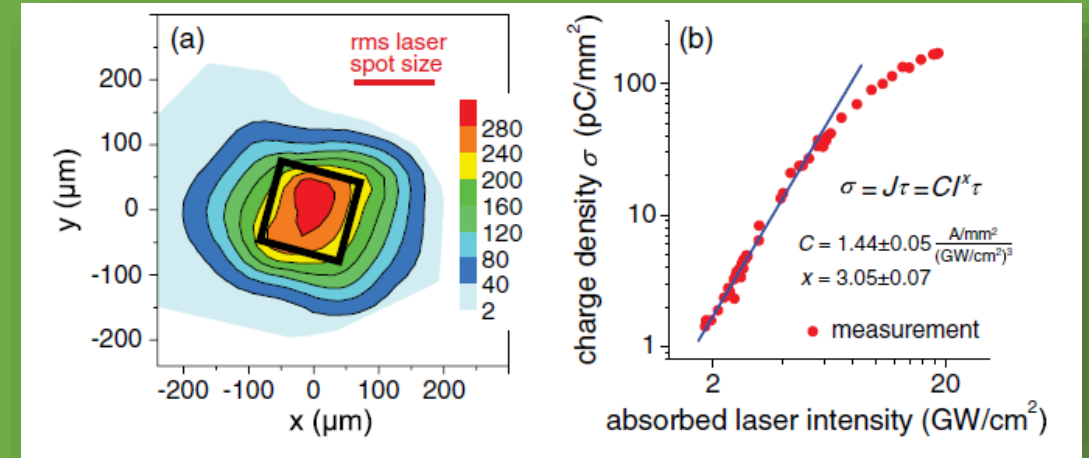 (a)
rms laser
spot size
y (µm)
200
100
0
-100
-200
-200 -100 0 100 200
x (µm)
280
240
200
160
120
80
40
2
(b)
charge density σ (pC/mm²)
100
10
1
σ = Jτ = CIˣτ
C = 1.44±0.05 A/mm² / (GW/cm²)³
x = 3.05±0.07
measurement
2 20
absorbed laser intensity (GW/cm²)